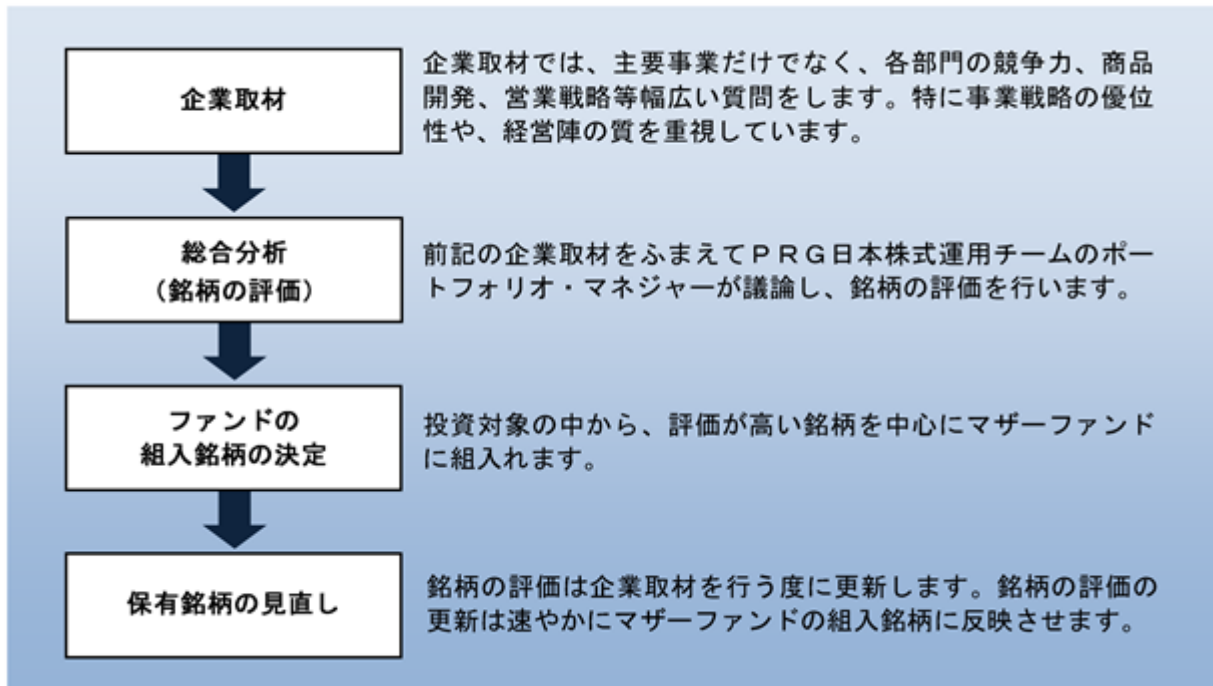 企業取材
企業取材では、主要事業だけでなく、各部門の競争力、商品
開発、営業戦略等幅広い質問をします。特に事業戦略の優位
性や、経営陣の質を重視しています。
総合分析
（銘柄の評価）
前記の企業取材をふまえてＰＲＧ日本株式運用チームのポー
トフォリオ・マネジャーが議論し、銘柄の評価を行います。
ファンドの
組入銘柄の決定
投資対象の中から、評価が高い銘柄を中心にマザーファンド
に組入れます。
保有銘柄の見直し
銘柄の評価は企業取材を行う度に更新します。銘柄の評価の
更新は速やかにマザーファンドの組入銘柄に反映させます。